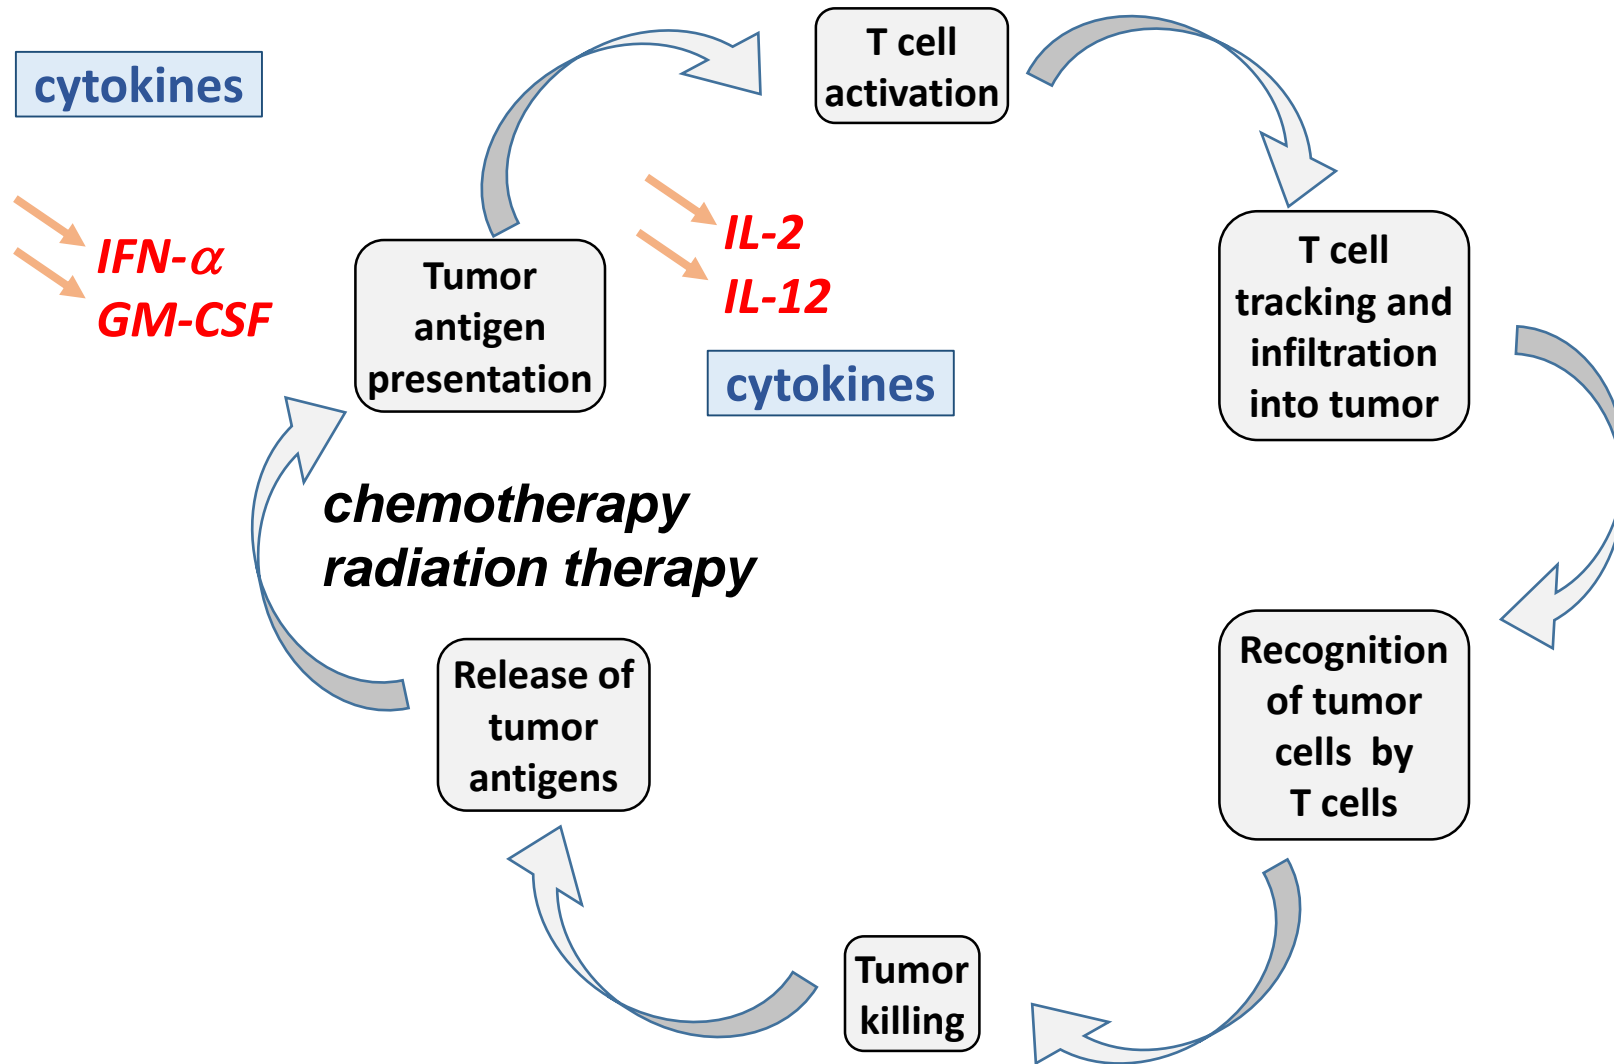 cytokines
IFN-α
GM-CSF
Tumor
antigen
presentation
IL-2
IL-12
cytokines
T cell
activation
T cell
tracking and
infiltration
into tumor
chemotherapy
radiation therapy
Release of
tumor
antigens
Recognition
of tumor
cells by
T cells
Tumor
killing